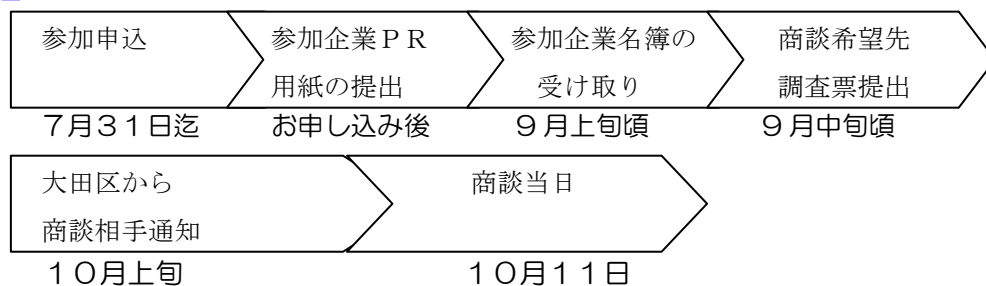 参加申込
参加企業ＰＲ
用紙の提出
参加企業名簿の
受け取り
商談希望先
調査票提出
７月３１日迄
お申し込み後
９月上旬頃
９月中旬頃
大田区から
商談相手通知
商談当日
１０月上旬
１０月１１日